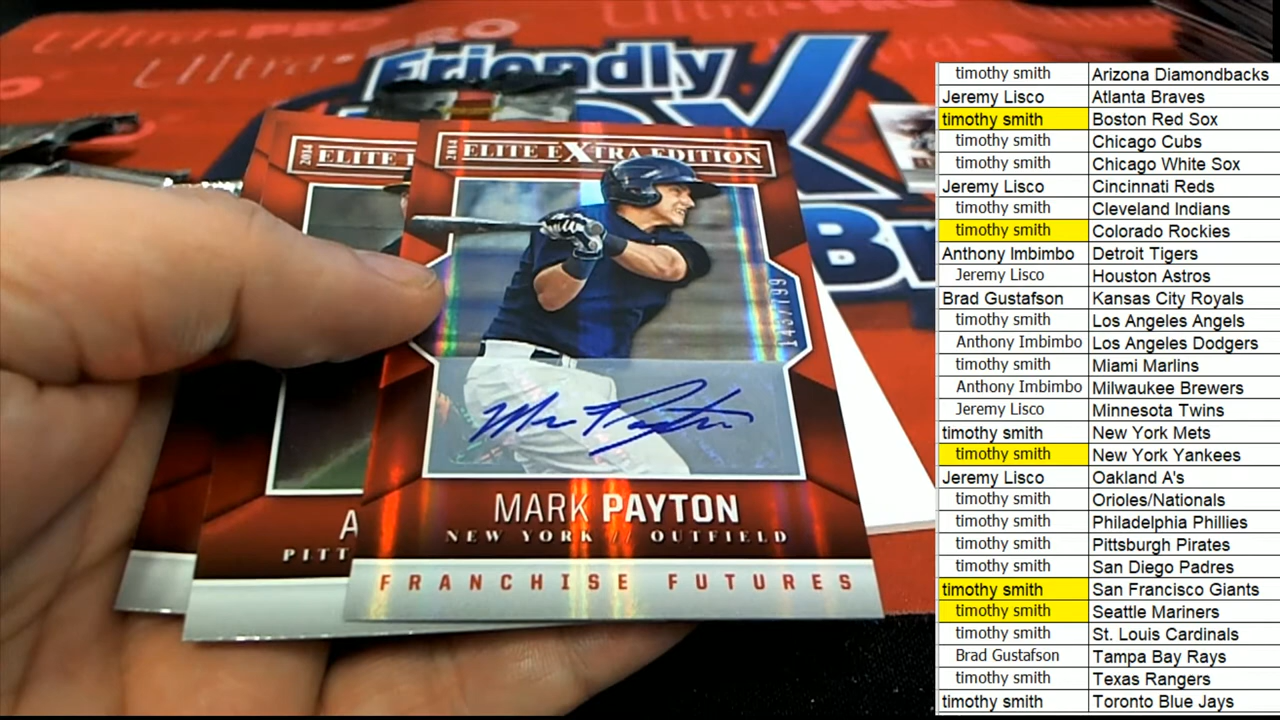 Ultra·PRO
Ultra·PRO
Friendly
2014 ELITE
2014 ELITE EXTRA EDITION
143/799
MARK PAYTON
NEW YORK // OUTFIELD
FRANCHISE FUTURES
A
PITT
timothy smith Arizona Diamondbacks
Jeremy Lisco Atlanta Braves
timothy smith Boston Red Sox
timothy smith Chicago Cubs
timothy smith Chicago White Sox
Jeremy Lisco Cincinnati Reds
timothy smith Cleveland Indians
timothy smith Colorado Rockies
Anthony Imbimbo Detroit Tigers
Jeremy Lisco Houston Astros
Brad Gustafson Kansas City Royals
timothy smith Los Angeles Angels
Anthony Imbimbo Los Angeles Dodgers
timothy smith Miami Marlins
Anthony Imbimbo Milwaukee Brewers
Jeremy Lisco Minnesota Twins
timothy smith New York Mets
timothy smith New York Yankees
Jeremy Lisco Oakland A's
timothy smith Orioles/Nationals
timothy smith Philadelphia Phillies
timothy smith Pittsburgh Pirates
timothy smith San Diego Padres
timothy smith San Francisco Giants
timothy smith Seattle Mariners
timothy smith St. Louis Cardinals
Brad Gustafson Tampa Bay Rays
timothy smith Texas Rangers
timothy smith Toronto Blue Jays